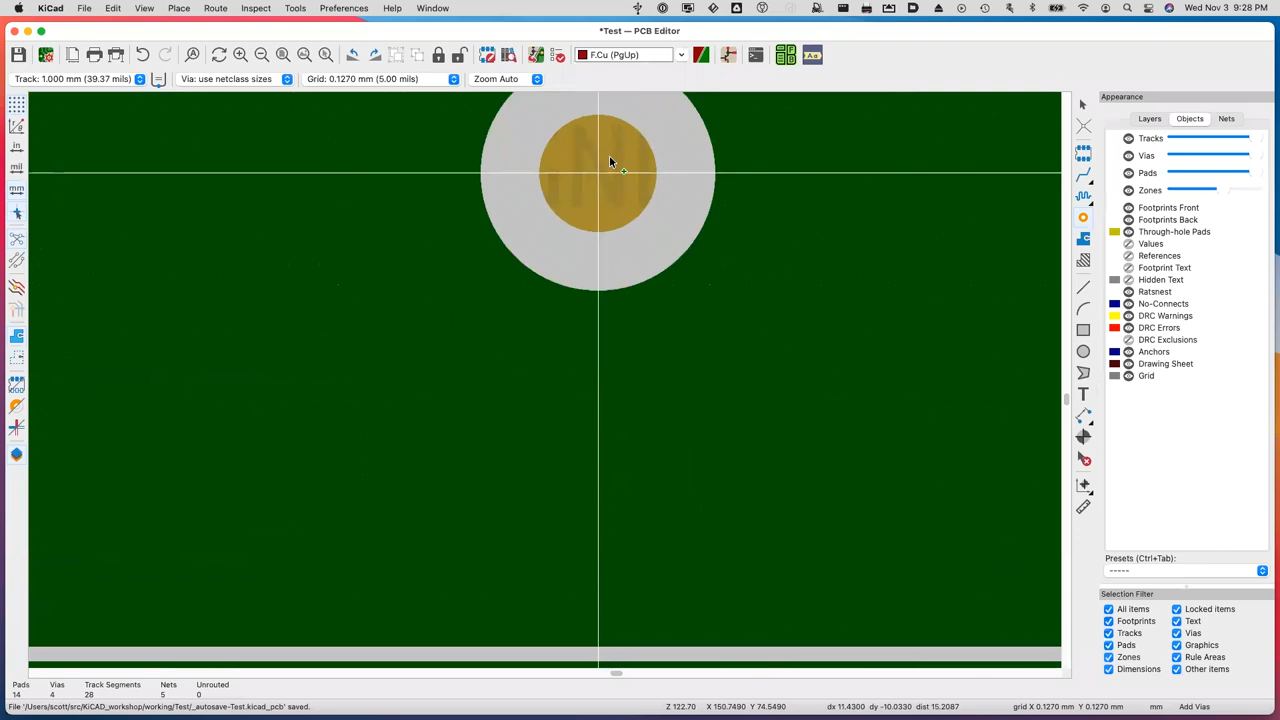 KiCad File Edit View Place Route Inspect Tools Preferences Help Window Wed Nov 3 9:28 PM
*Test — PCB Editor
F.Cu (PgUp)
Track: 1.000 mm (39.37 mils) Via: use netclass sizes Grid: 0.1270 mm (5.00 mils) Zoom Auto
in
mil
mm
Appearance
Layers Objects Nets
Tracks
Vias
Pads
Zones
Footprints Front
Footprints Back
Through-hole Pads
Values
References
Footprint Text
Hidden Text
Ratsnest
No-Connects
DRC Warnings
DRC Errors
DRC Exclusions
Anchors
Drawing Sheet
Grid
Presets (Ctrl+Tab):
-----
Selection Filter
All items Locked items
Footprints Text
Tracks Vias
Pads Graphics
Zones Rule Areas
Dimensions Other items
Pads Vias Track Segments Nets Unrouted
14 4 28 5 0
File '/Users/scott/src/KiCAD_workshop/working/Test/_autosave-Test.kicad_pcb' saved. Z 122.70 X 150.7490 Y 74.5490 dx 11.4300 dy -10.0330 dist 15.2087 grid X 0.1270 Y 0.1270 mm Add Vias